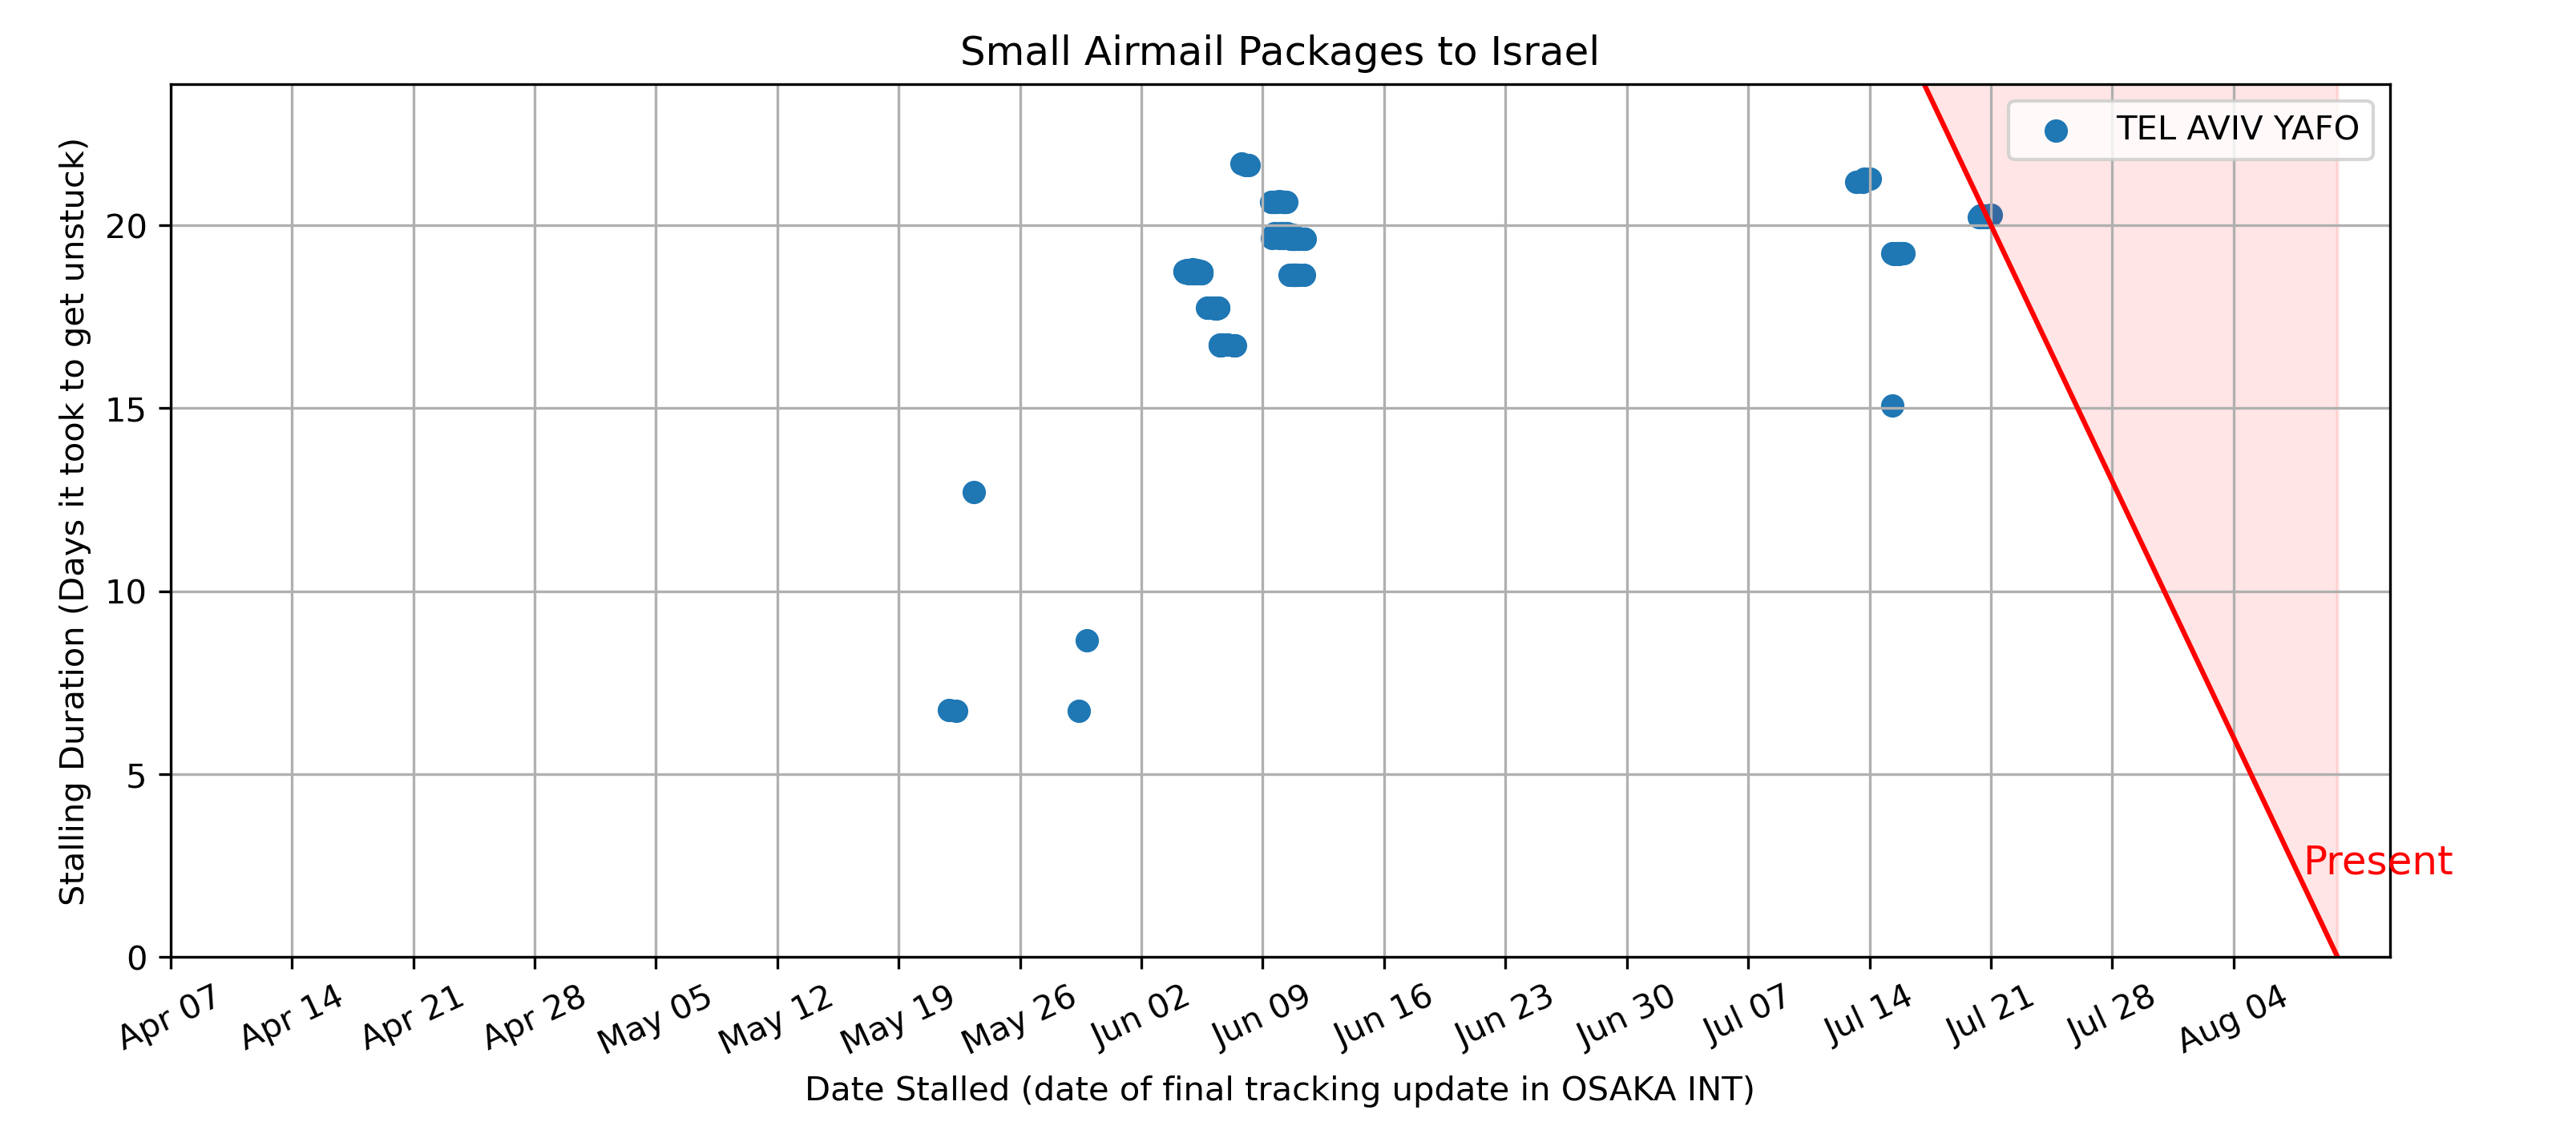 Small Airmail Packages to Israel
TEL AVIV YAFO
Stalling Duration (Days it took to get unstuck)
20
15
10
5
0
Present
Apr 07
Apr 14
Apr 21
Apr 28
May 05
May 12
May 19
May 26
Jun 02
Jun 09
Jun 16
Jun 23
Jun 30
Jul 07
Jul 14
Jul 21
Jul 28
Aug 04
Date Stalled (date of final tracking update in OSAKA INT)